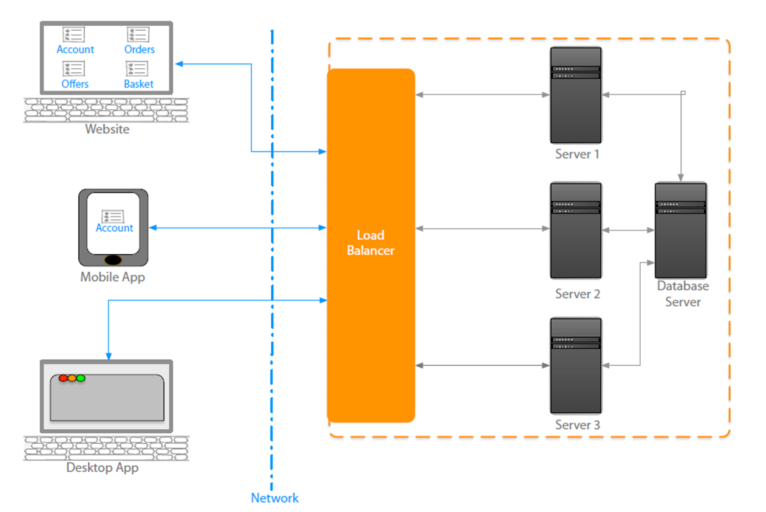 Account
Orders
Offers
Basket
Website
Account
Mobile App
Desktop App
Network
Load
Balancer
Server 1
Server 2
Server 3
Database
Server